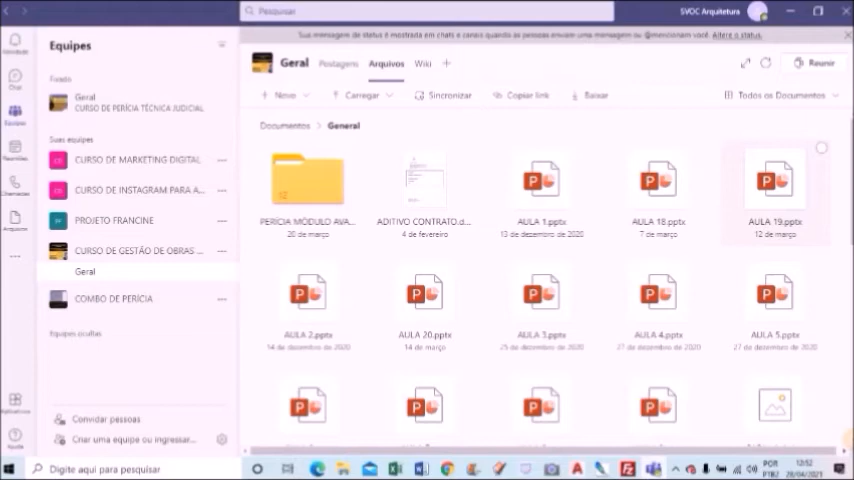 Pesquisar
SVOC Arquitetura
Sua mensagem de status é mostrada em chats e canais quando as pessoas enviam uma mensagem ou @mencionam você. Altere o status.
Equipes
Geral
Postagens
Arquivos
Wiki
Reunir
Fixado
Geral
CURSO DE PERÍCIA TÉCNICA JUDICIAL
Novo
Carregar
Sincronizar
Copiar link
Baixar
Todos os Documentos
Chat
Equipes
Reuniões
Chamadas
Arquivos
Suas equipes
CURSO DE MARKETING DIGITAL
CURSO DE INSTAGRAM PARA A...
PROJETO FRANCINE
CURSO DE GESTÃO DE OBRAS ...
Geral
COMBO DE PERÍCIA
Equipes ocultas
Documentos > General
12
PERÍCIA MÓDULO AVA...
20 de março
ADITIVO CONTRATO.d...
4 de fevereiro
AULA 1.pptx
13 de dezembro de 2020
AULA 18.pptx
7 de março
AULA 19.pptx
12 de março
AULA 2.pptx
14 de dezembro de 2020
AULA 20.pptx
14 de março
AULA 3.pptx
25 de dezembro de 2020
AULA 4.pptx
27 de dezembro de 2020
AULA 5.pptx
27 de dezembro de 2020
Aplicativos
Ajuda
Convidar pessoas
Criar uma equipe ou ingressar...
Digite aqui para pesquisar
POR
PTB2
12:52
28/04/2021